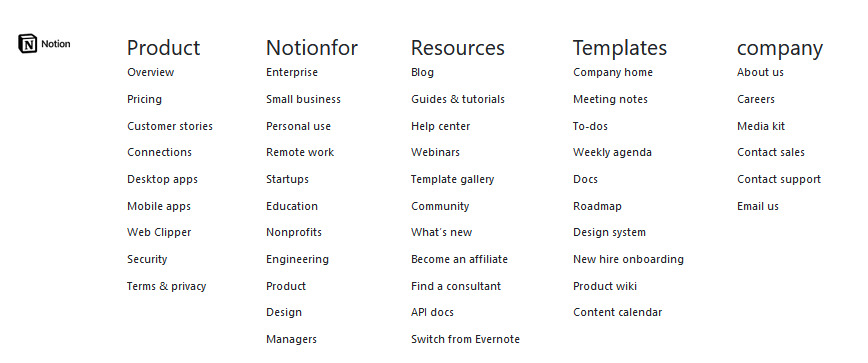 Notion
Product
Overview
Pricing
Customer stories
Connections
Desktop apps
Mobile apps
Web Clipper
Security
Terms & privacy
Notionfor
Enterprise
Small business
Personal use
Remote work
Startups
Education
Nonprofits
Engineering
Product
Design
Managers
Resources
Blog
Guides & tutorials
Help center
Webinars
Template gallery
Community
What's new
Become an affiliate
Find a consultant
API docs
Switch from Evernote
Templates
Company home
Meeting notes
To-dos
Weekly agenda
Docs
Roadmap
Design system
New hire onboarding
Product wiki
Content calendar
company
About us
Careers
Media kit
Contact sales
Contact support
Email us